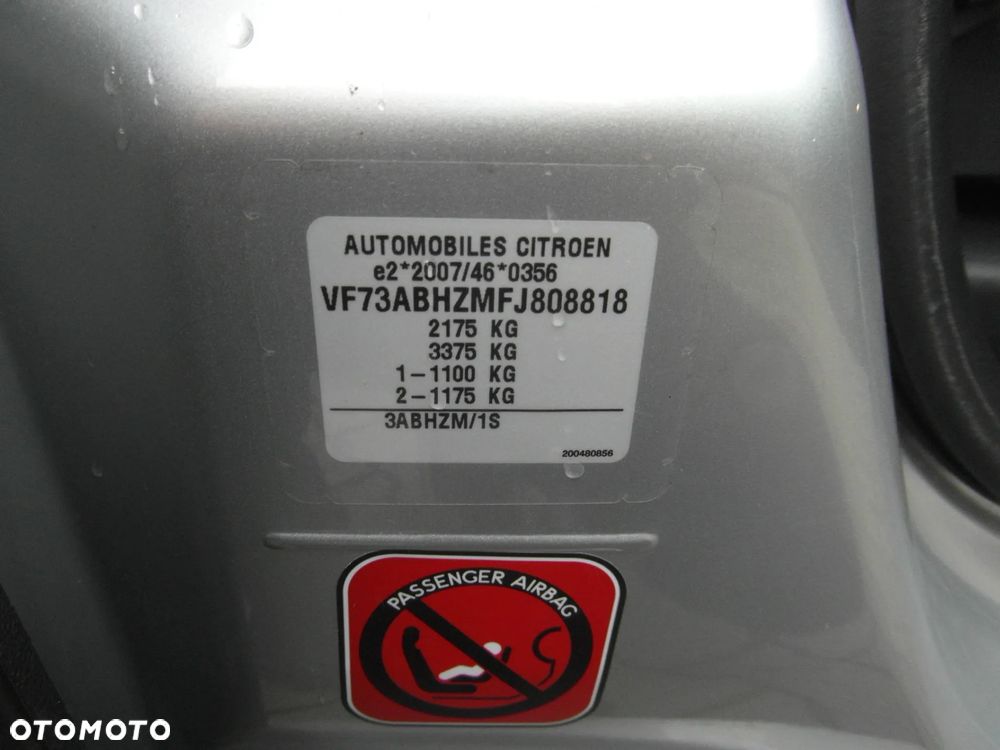 AUTOMOBILES CITROEN
e2*2007/46*0356
VF73ABHZMFJ808818
2175 KG
3375 KG
1-1100 KG
2-1175 KG
3ABHZM/1S
200480856
PASSENGER AIRBAG
OTOMOTO